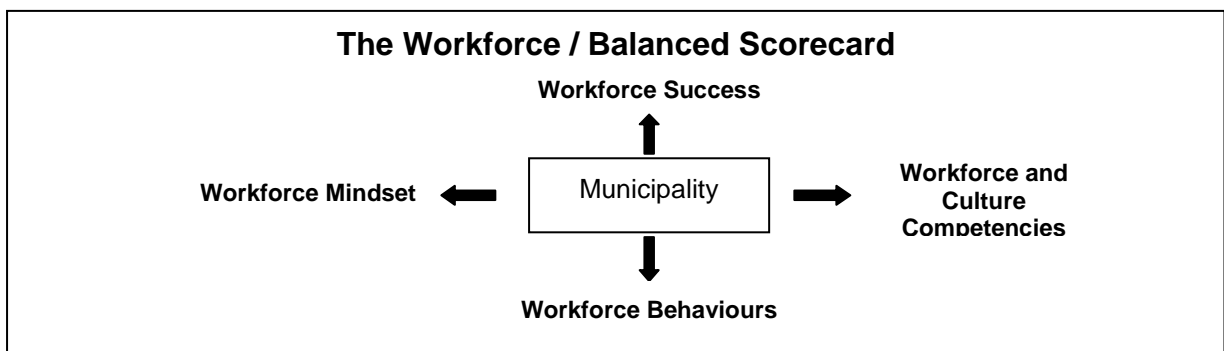 The Workforce / Balanced Scorecard
Workforce Success
Workforce Mindset
Municipality
Workforce and
Culture
Competencies
Workforce Behaviours